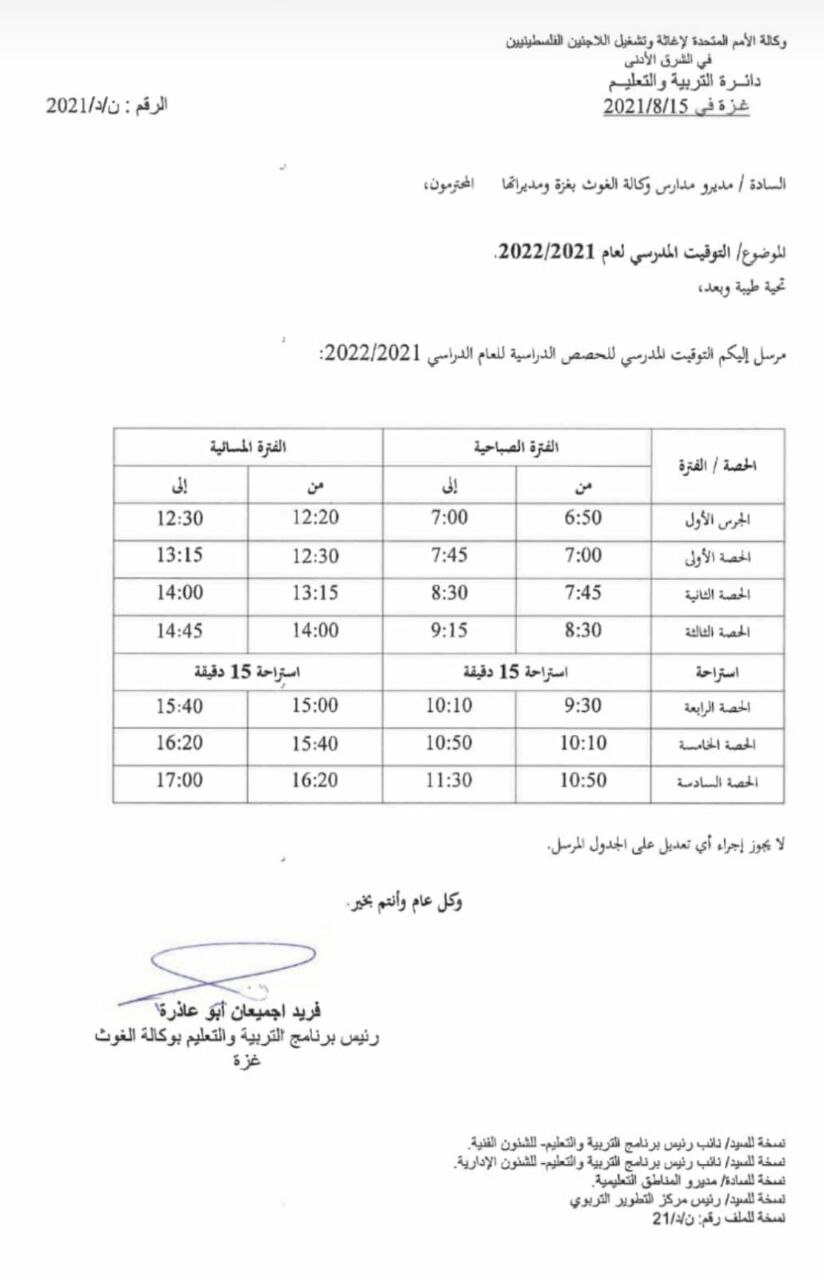 وكالة الأمم المتحدة لإغاثة وتشغيل اللاجئين الفلسطينيين
في الشرق الأدنى
دائـرة التربية والتعليـم
غزة في 2021/8/15
الرقم : ن/د/2021
السادة / مديرو مدارس وكالة الغوث بغزة ومديراتها المحترمون،
الموضوع/ التوقيت المدرسي لعام 2022/2021.
تحية طيبة وبعد،
مرسل إليكم التوقيت المدرسي للحصص الدراسية للعام الدراسي 2022/2021:
الحصة / الفترة الفترة الصباحية الفترة المسائية
من إلى من إلى
الجرس الأول 6:50 7:00 12:20 12:30
الحصة الأولى 7:00 7:45 12:30 13:15
الحصة الثانية 7:45 8:30 13:15 14:00
الحصة الثالثة 8:30 9:15 14:00 14:45
استراحة استراحة 15 دقيقة استراحة 15 دقيقة
الحصة الرابعة 9:30 10:10 15:00 15:40
الحصة الخامسة 10:10 10:50 15:40 16:20
الحصة السادسة 10:50 11:30 16:20 17:00
لا يجوز إجراء أي تعديل على الجدول المرسل.
وكل عام وأنتم بخير.
فريد اجميعان أبو عاذرة
رئيس برنامج التربية والتعليم بوكالة الغوث
غزة
نسخة للسيد/ نائب رئيس برنامج التربية والتعليم- للشئون الفنية.
نسخة للسيد/ نائب رئيس برنامج التربية والتعليم- للشئون الإدارية.
نسخة للسادة/ مديرو المناطق التعليمية.
نسخة للسيد/ رئيس مركز التطوير التربوي
نسخة للملف رقم: ن/د/21